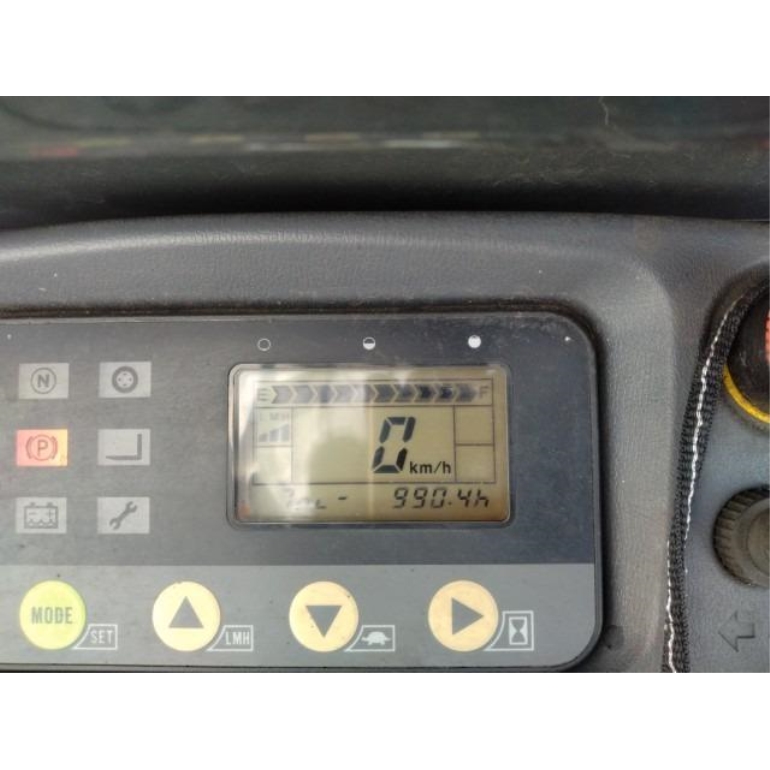 N
E F
L M H
P
0 km/h
990.4h
MODE
SET
LMH